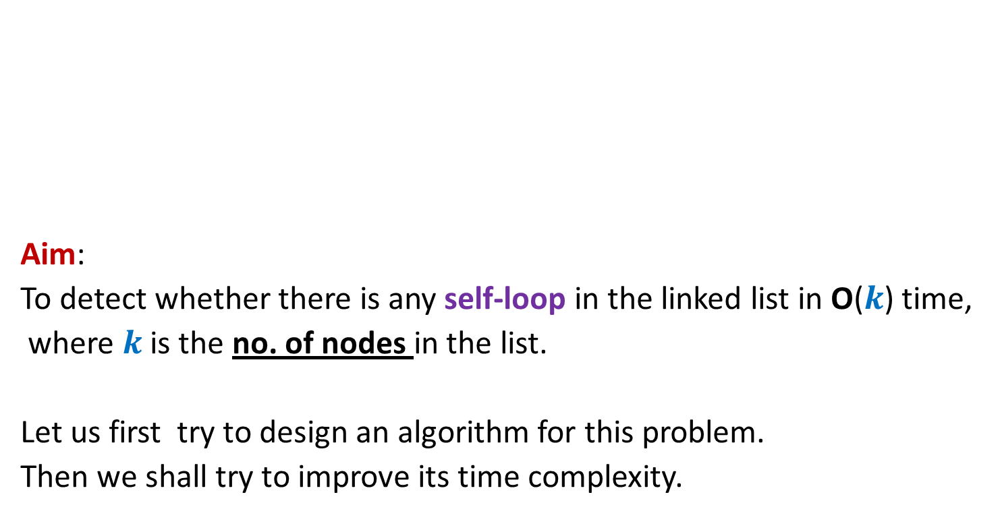 Aim:
To detect whether there is any self-loop in the linked list in O(k) time,
where k is the no. of nodes in the list.
Let us first try to design an algorithm for this problem.
Then we shall try to improve its time complexity.